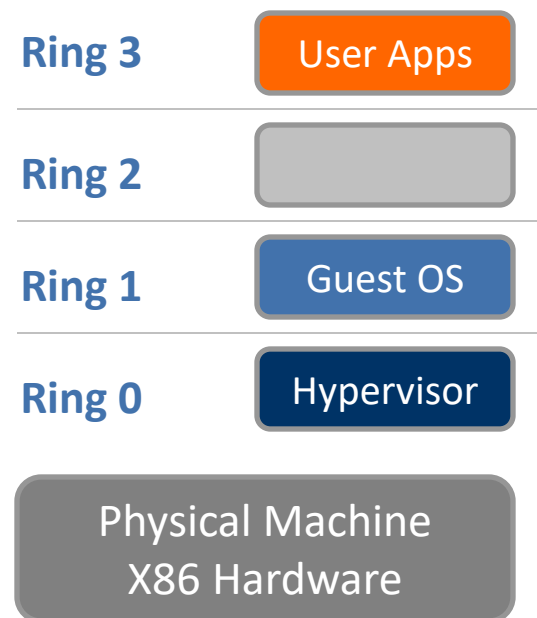 Ring 3
User Apps
Ring 2
Ring 1
Guest OS
Ring 0
Hypervisor
Physical Machine
X86 Hardware